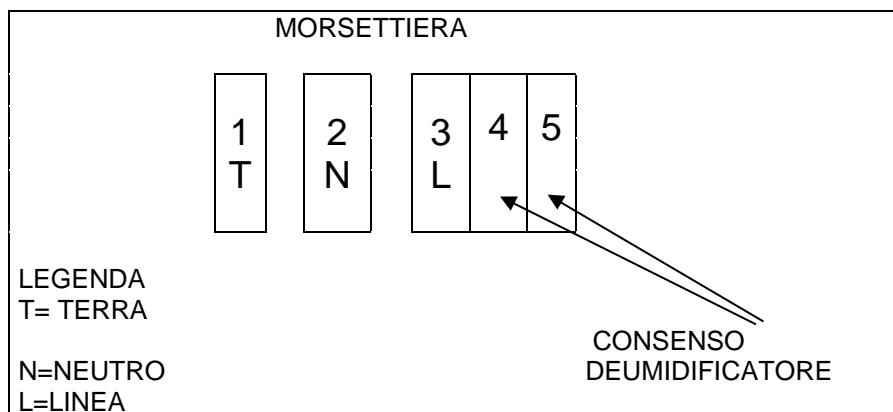 MORSETTIERA
1 2 3 4 5
T N L
LEGENDA
T= TERRA
CONSENSO
DEUMIDIFICATORE
N=NEUTRO
L=LINEA